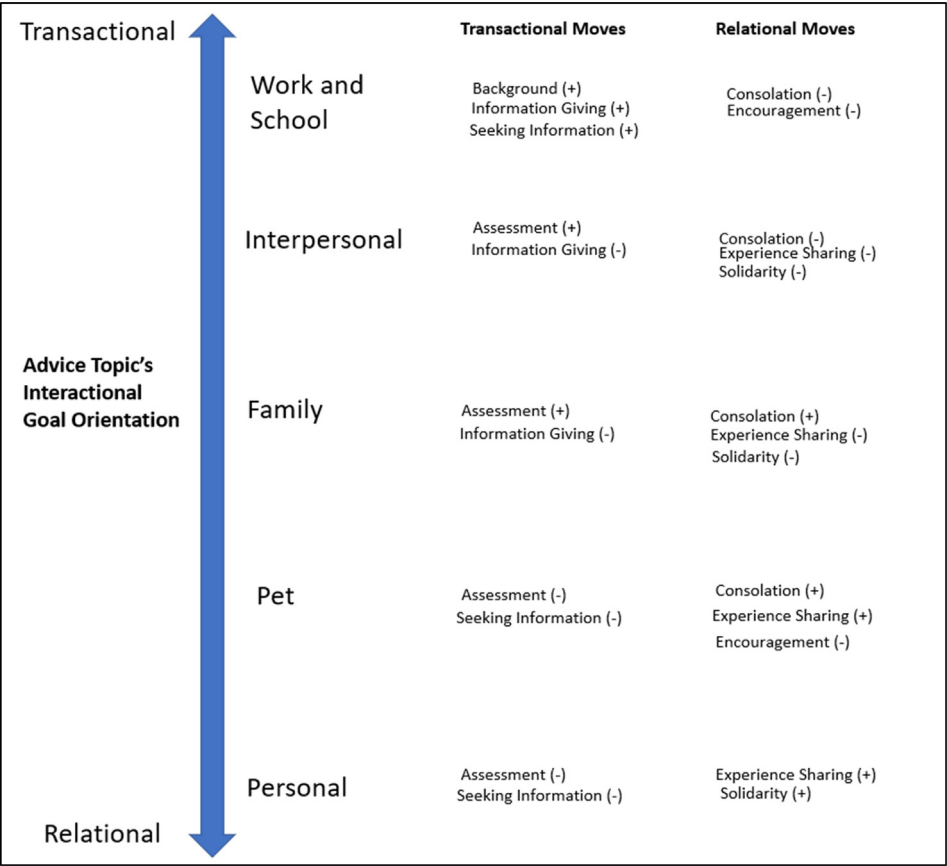 Transactional
Transactional Moves
Relational Moves
Work and
School
Background (+)
Information Giving (+)
Seeking Information (+)
Consolation (-)
Encouragement (-)
Interpersonal
Assessment (+)
Information Giving (-)
Consolation (-)
Experience Sharing (-)
Solidarity (-)
Advice Topic's
Interactional
Goal Orientation
Family
Assessment (+)
Information Giving (-)
Consolation (+)
Experience Sharing (-)
Solidarity (-)
Pet
Assessment (-)
Seeking Information (-)
Consolation (+)
Experience Sharing (+)
Encouragement (-)
Personal
Assessment (-)
Seeking Information (-)
Experience Sharing (+)
Solidarity (+)
Relational